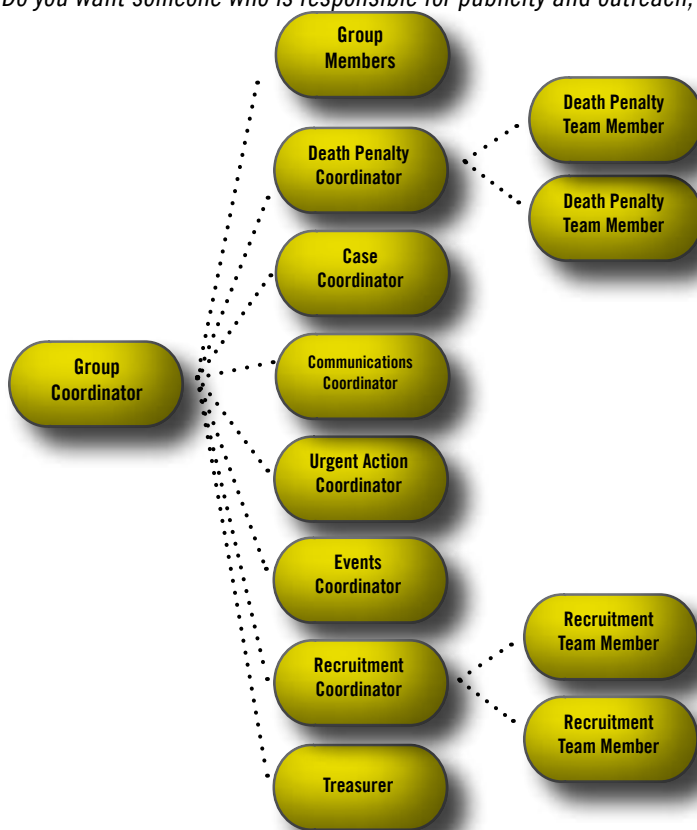 Do you want someone who is responsible for publicity and outreach,
Group
Members
Death Penalty
Team Member
Death Penalty
Coordinator
Death Penalty
Team Member
Case
Coordinator
Group
Coordinator
Communications
Coordinator
Urgent Action
Coordinator
Events
Coordinator
Recruitment
Team Member
Recruitment
Coordinator
Recruitment
Team Member
Treasurer